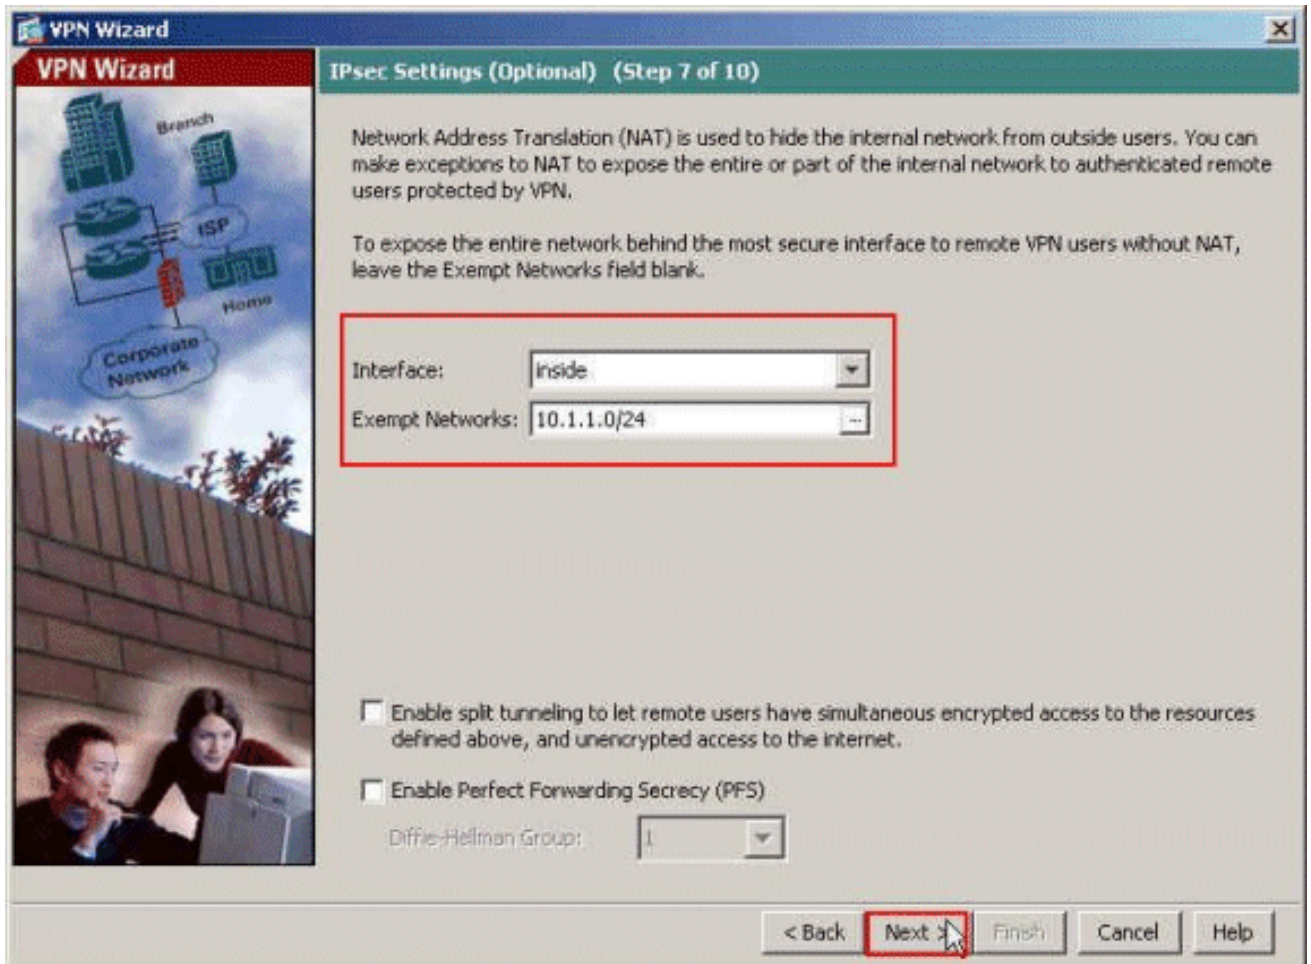 VPN Wizard
VPN Wizard
IPsec Settings (Optional) (Step 7 of 10)
Branch
ISP
Home
Corporate
Network
Network Address Translation (NAT) is used to hide the internal network from outside users. You can
make exceptions to NAT to expose the entire or part of the internal network to authenticated remote
users protected by VPN.
To expose the entire network behind the most secure interface to remote VPN users without NAT,
leave the Exempt Networks field blank.
Interface: inside
Exempt Networks: 10.1.1.0/24 ...
Enable split tunneling to let remote users have simultaneous encrypted access to the resources
defined above, and unencrypted access to the internet.
Enable Perfect Forwarding Secrecy (PFS)
Diffie-Hellman Group: 1
< Back Next > Finish Cancel Help